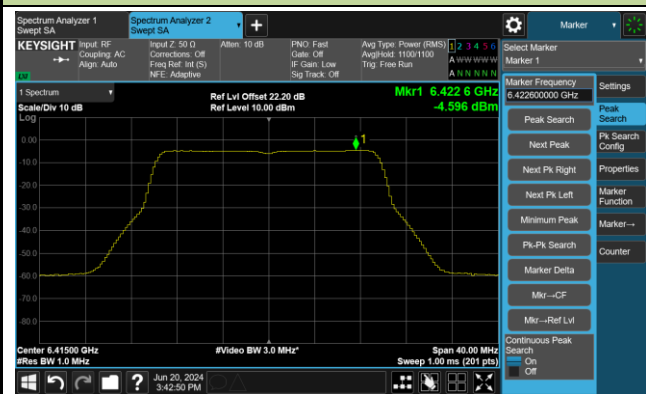 Spectrum Analyzer 1
Swept SA
Spectrum Analyzer 2
Swept SA
+
Marker
KEYSIGHT
Input: RF
Coupling: AC
Align: Auto
Input Z: 50 Ω
Corrections: Off
Freq Ref: Int (S)
NFE: Adaptive
Atten: 10 dB
PNO: Fast
Gate: Off
IF Gain: Low
Sig Track: Off
Avg Type: Power (RMS)
Avg|Hold: 1100/1100
Trig: Free Run
1 2 3 4 5 6
A W W W W W
A N N N N N
Select Marker
Marker 1
LXI
1 Spectrum
Scale/Div 10 dB
Log
Ref Lvl Offset 22.20 dB
Ref Level 10.00 dBm
Mkr1 6.422 6 GHz
-4.596 dBm
1
0.00
-10.0
-20.0
-30.0
-40.0
-50.0
-60.0
-70.0
-80.0
Center 6.41500 GHz
#Res BW 1.0 MHz
#Video BW 3.0 MHz*
Span 40.00 MHz
Sweep 1.00 ms (201 pts)
Marker Frequency
6.422600000 GHz
Peak Search
Next Peak
Next Pk Right
Next Pk Left
Minimum Peak
Pk-Pk Search
Marker Delta
Mkr→CF
Mkr→Ref Lvl
Continuous Peak
Search
On
Off
Settings
Peak
Search
Pk Search
Config
Properties
Marker
Function
Marker→
Counter
?
Jun 20, 2024
3:42:50 PM